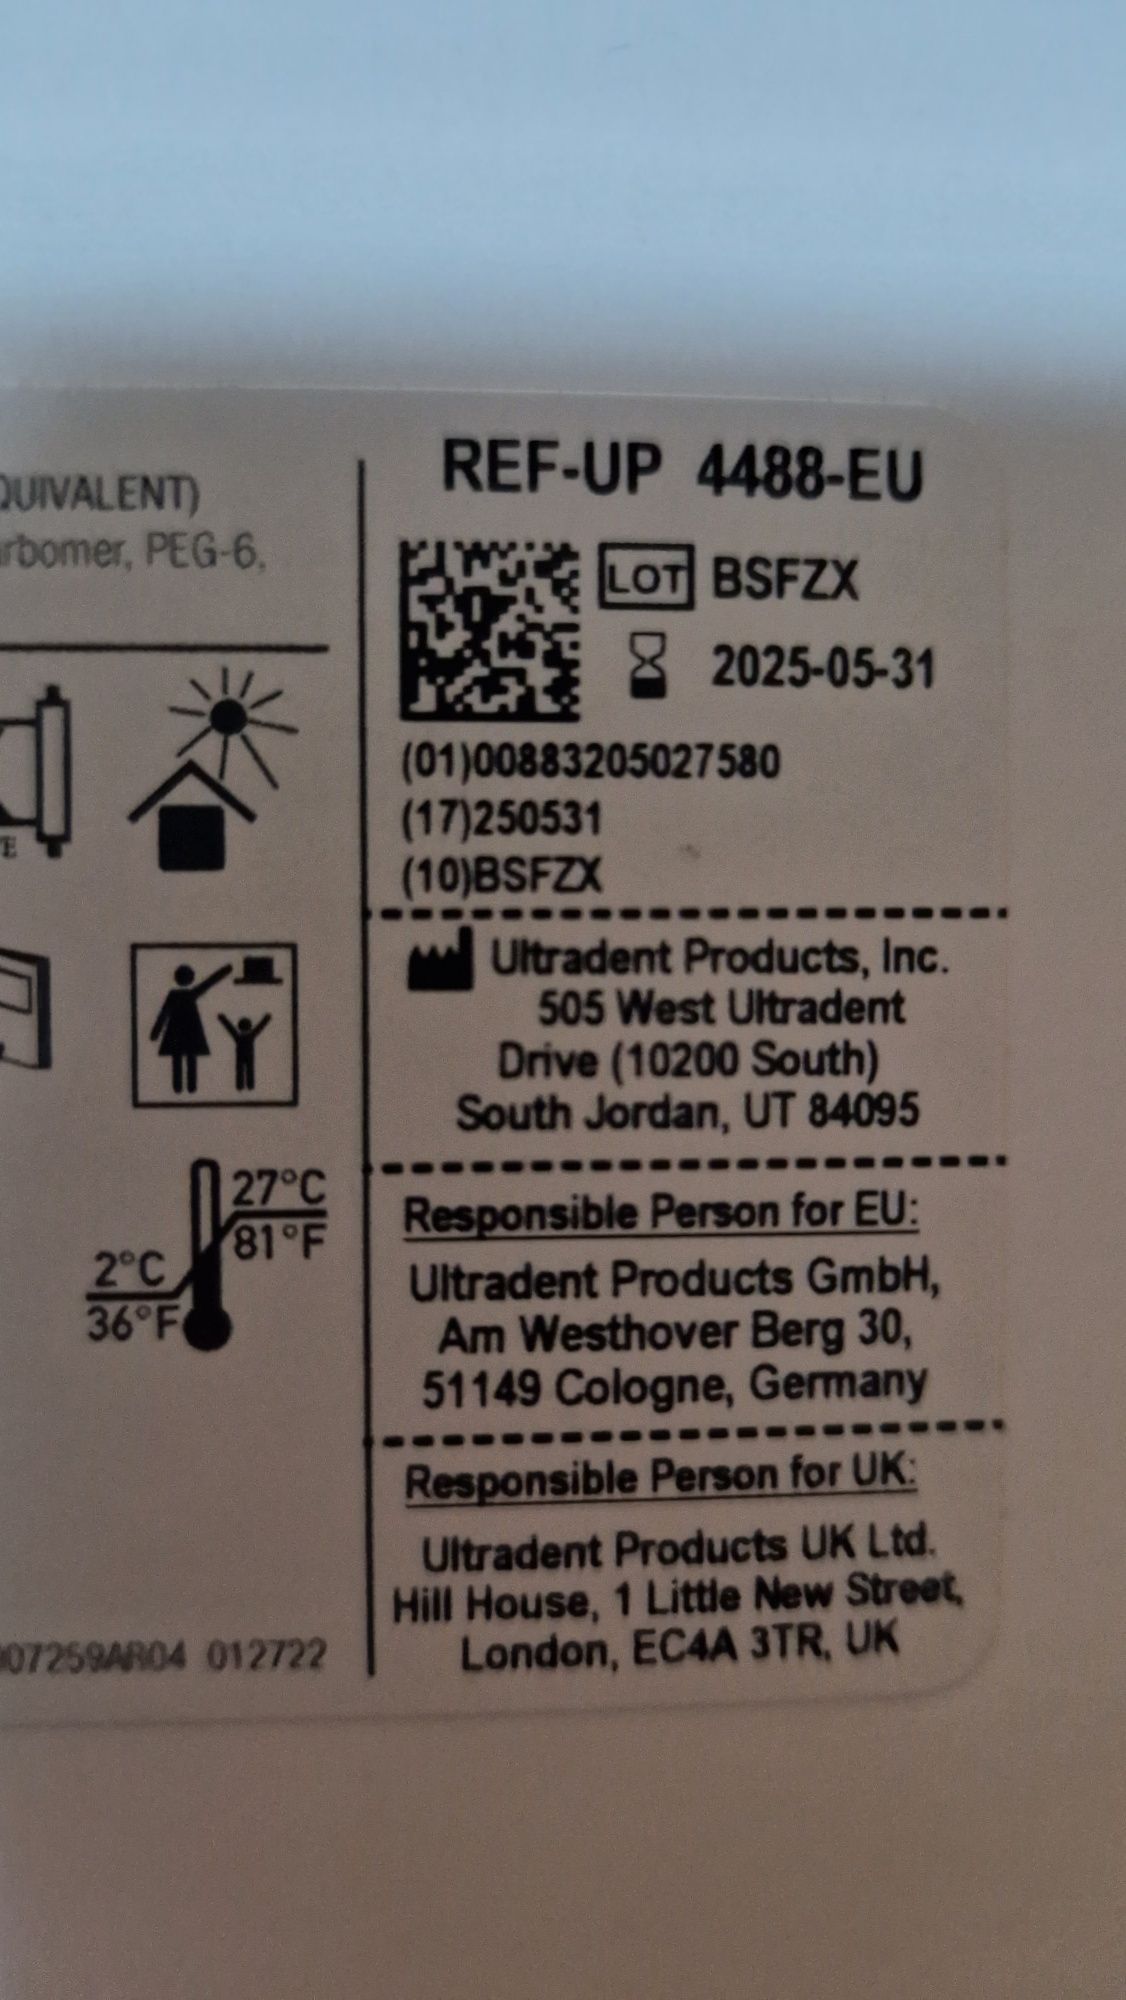 QUIVALENT)
rbomer, PEG-6,
27°C
81°F
2°C
36°F
07259AR04 012722
REF-UP 4488-EU
LOT BSFZX
2025-05-31
(01)00883205027580
(17)250531
(10)BSFZX
Ultradent Products, Inc.
505 West Ultradent
Drive (10200 South)
South Jordan, UT 84095
Responsible Person for EU:
Ultradent Products GmbH,
Am Westhover Berg 30,
51149 Cologne, Germany
Responsible Person for UK:
Ultradent Products UK Ltd.
Hill House, 1 Little New Street,
London, EC4A 3TR, UK